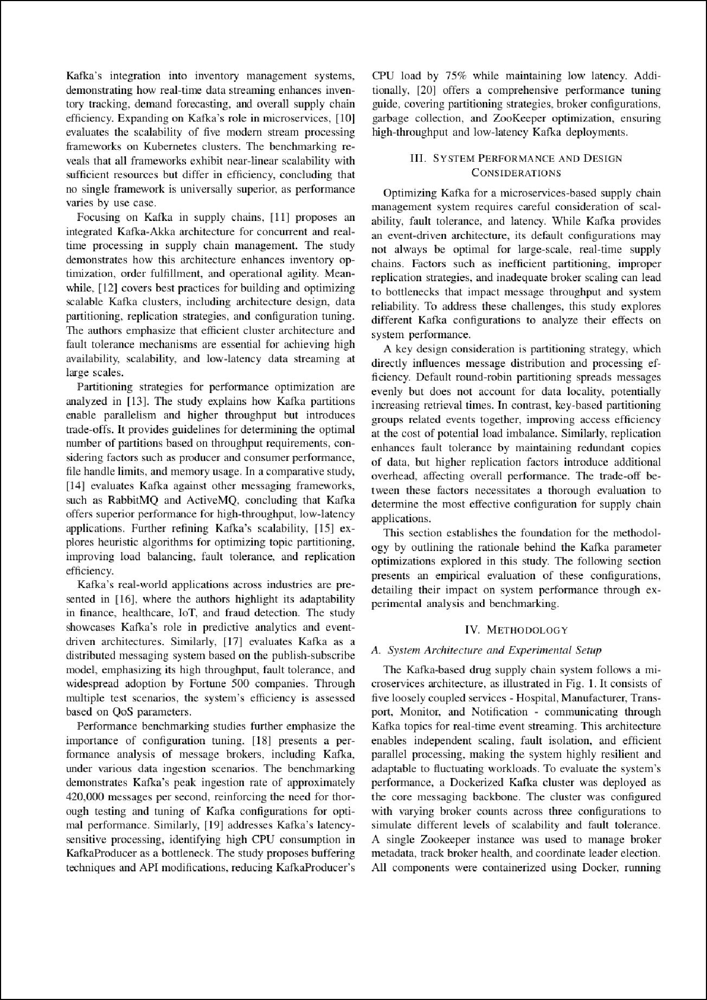 Kafka's integration into inventory management systems,
demonstrating how real-time data streaming enhances inven-
tory tracking, demand forecasting, and overall supply chain
efficiency. Expanding on Kafka's role in microservices, [10]
evaluates the scalability of five modern stream processing
frameworks on Kubernetes clusters. The benchmarking re-
veals that all frameworks exhibit near-linear scalability with
sufficient resources but differ in efficiency, concluding that
no single framework is universally superior, as performance
varies by use case.
Focusing on Kafka in supply chains, [11] proposes an
integrated Kafka-Akka architecture for concurrent and real-
time processing in supply chain management. The study
demonstrates how this architecture enhances inventory op-
timization, order fulfillment, and operational agility. Mean-
while, [12] covers best practices for building and optimizing
scalable Kafka clusters, including architecture design, data
partitioning, replication strategies, and configuration tuning.
The authors emphasize that efficient cluster architecture and
fault tolerance mechanisms are essential for achieving high
availability, scalability, and low-latency data streaming at
large scales.
Partitioning strategies for performance optimization are
analyzed in [13]. The study explains how Kafka partitions
enable parallelism and higher throughput but introduces
trade-offs. It provides guidelines for determining the optimal
number of partitions based on throughput requirements, con-
sidering factors such as producer and consumer performance,
file handle limits, and memory usage. In a comparative study,
[14] evaluates Kafka against other messaging frameworks,
such as RabbitMQ and ActiveMQ, concluding that Kafka
offers superior performance for high-throughput, low-latency
applications. Further refining Kafka's scalability, [15] ex-
plores heuristic algorithms for optimizing topic partitioning,
improving load balancing, fault tolerance, and replication
efficiency.
Kafka's real-world applications across industries are pre-
sented in [16], where the authors highlight its adaptability
in finance, healthcare, IoT, and fraud detection. The study
showcases Kafka's role in predictive analytics and event-
driven architectures. Similarly, [17] evaluates Kafka as a
distributed messaging system based on the publish-subscribe
model, emphasizing its high throughput, fault tolerance, and
widespread adoption by Fortune 500 companies. Through
multiple test scenarios, the system's efficiency is assessed
based on QoS parameters.
Performance benchmarking studies further emphasize the
importance of configuration tuning. [18] presents a per-
formance analysis of message brokers, including Kafka,
under various data ingestion scenarios. The benchmarking
demonstrates Kafka's peak ingestion rate of approximately
420,000 messages per second, reinforcing the need for thor-
ough testing and tuning of Kafka configurations for opti-
mal performance. Similarly, [19] addresses Kafka's latency-
sensitive processing, identifying high CPU consumption in
KafkaProducer as a bottleneck. The study proposes buffering
techniques and API modifications, reducing KafkaProducer's
CPU load by 75% while maintaining low latency. Addi-
tionally, [20] offers a comprehensive performance tuning
guide, covering partitioning strategies, broker configurations,
garbage collection, and ZooKeeper optimization, ensuring
high-throughput and low-latency Kafka deployments.
III. SYSTEM PERFORMANCE AND DESIGN
CONSIDERATIONS
Optimizing Kafka for a microservices-based supply chain
management system requires careful consideration of scal-
ability, fault tolerance, and latency. While Kafka provides
an event-driven architecture, its default configurations may
not always be optimal for large-scale, real-time supply
chains. Factors such as inefficient partitioning, improper
replication strategies, and inadequate broker scaling can lead
to bottlenecks that impact message throughput and system
reliability. To address these challenges, this study explores
different Kafka configurations to analyze their effects on
system performance.
A key design consideration is partitioning strategy, which
directly influences message distribution and processing ef-
ficiency. Default round-robin partitioning spreads messages
evenly but does not account for data locality, potentially
increasing retrieval times. In contrast, key-based partitioning
groups related events together, improving access efficiency
at the cost of potential load imbalance. Similarly, replication
enhances fault tolerance by maintaining redundant copies
of data, but higher replication factors introduce additional
overhead, affecting overall performance. The trade-off be-
tween these factors necessitates a thorough evaluation to
determine the most effective configuration for supply chain
applications.
This section establishes the foundation for the methodol-
ogy by outlining the rationale behind the Kafka parameter
optimizations explored in this study. The following section
presents an empirical evaluation of these configurations,
detailing their impact on system performance through ex-
perimental analysis and benchmarking.
IV. METHODOLOGY
A. System Architecture and Experimental Setup
The Kafka-based drug supply chain system follows a mi-
croservices architecture, as illustrated in Fig. 1. It consists of
five loosely coupled services - Hospital, Manufacturer, Trans-
port, Monitor, and Notification - communicating through
Kafka topics for real-time event streaming. This architecture
enables independent scaling, fault isolation, and efficient
parallel processing, making the system highly resilient and
adaptable to fluctuating workloads. To evaluate the system's
performance, a Dockerized Kafka cluster was deployed as
the core messaging backbone. The cluster was configured
with varying broker counts across three configurations to
simulate different levels of scalability and fault tolerance.
A single Zookeeper instance was used to manage broker
metadata, track broker health, and coordinate leader election.
All components were containerized using Docker, running